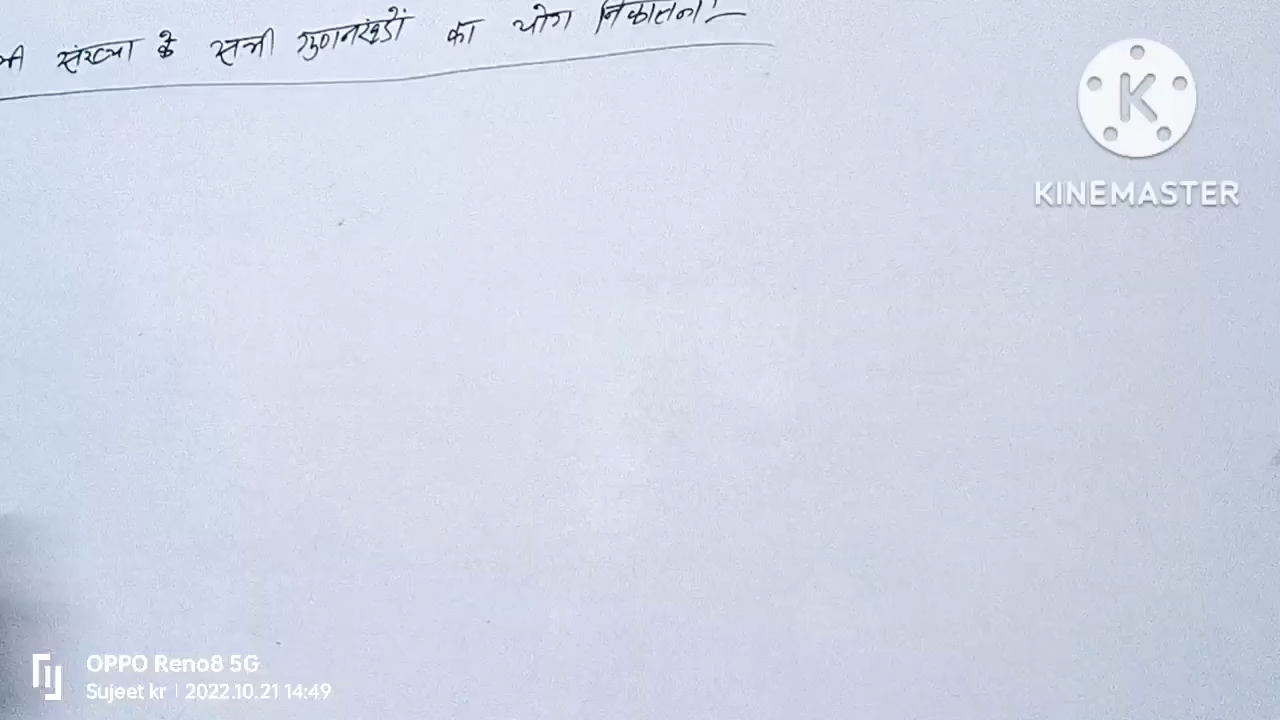 संख्या के सभी गुणनखंडों का योग निकालना:—
KINEMASTER
OPPO Reno8 5G
Sujeet kr | 2022.10.21 14:49